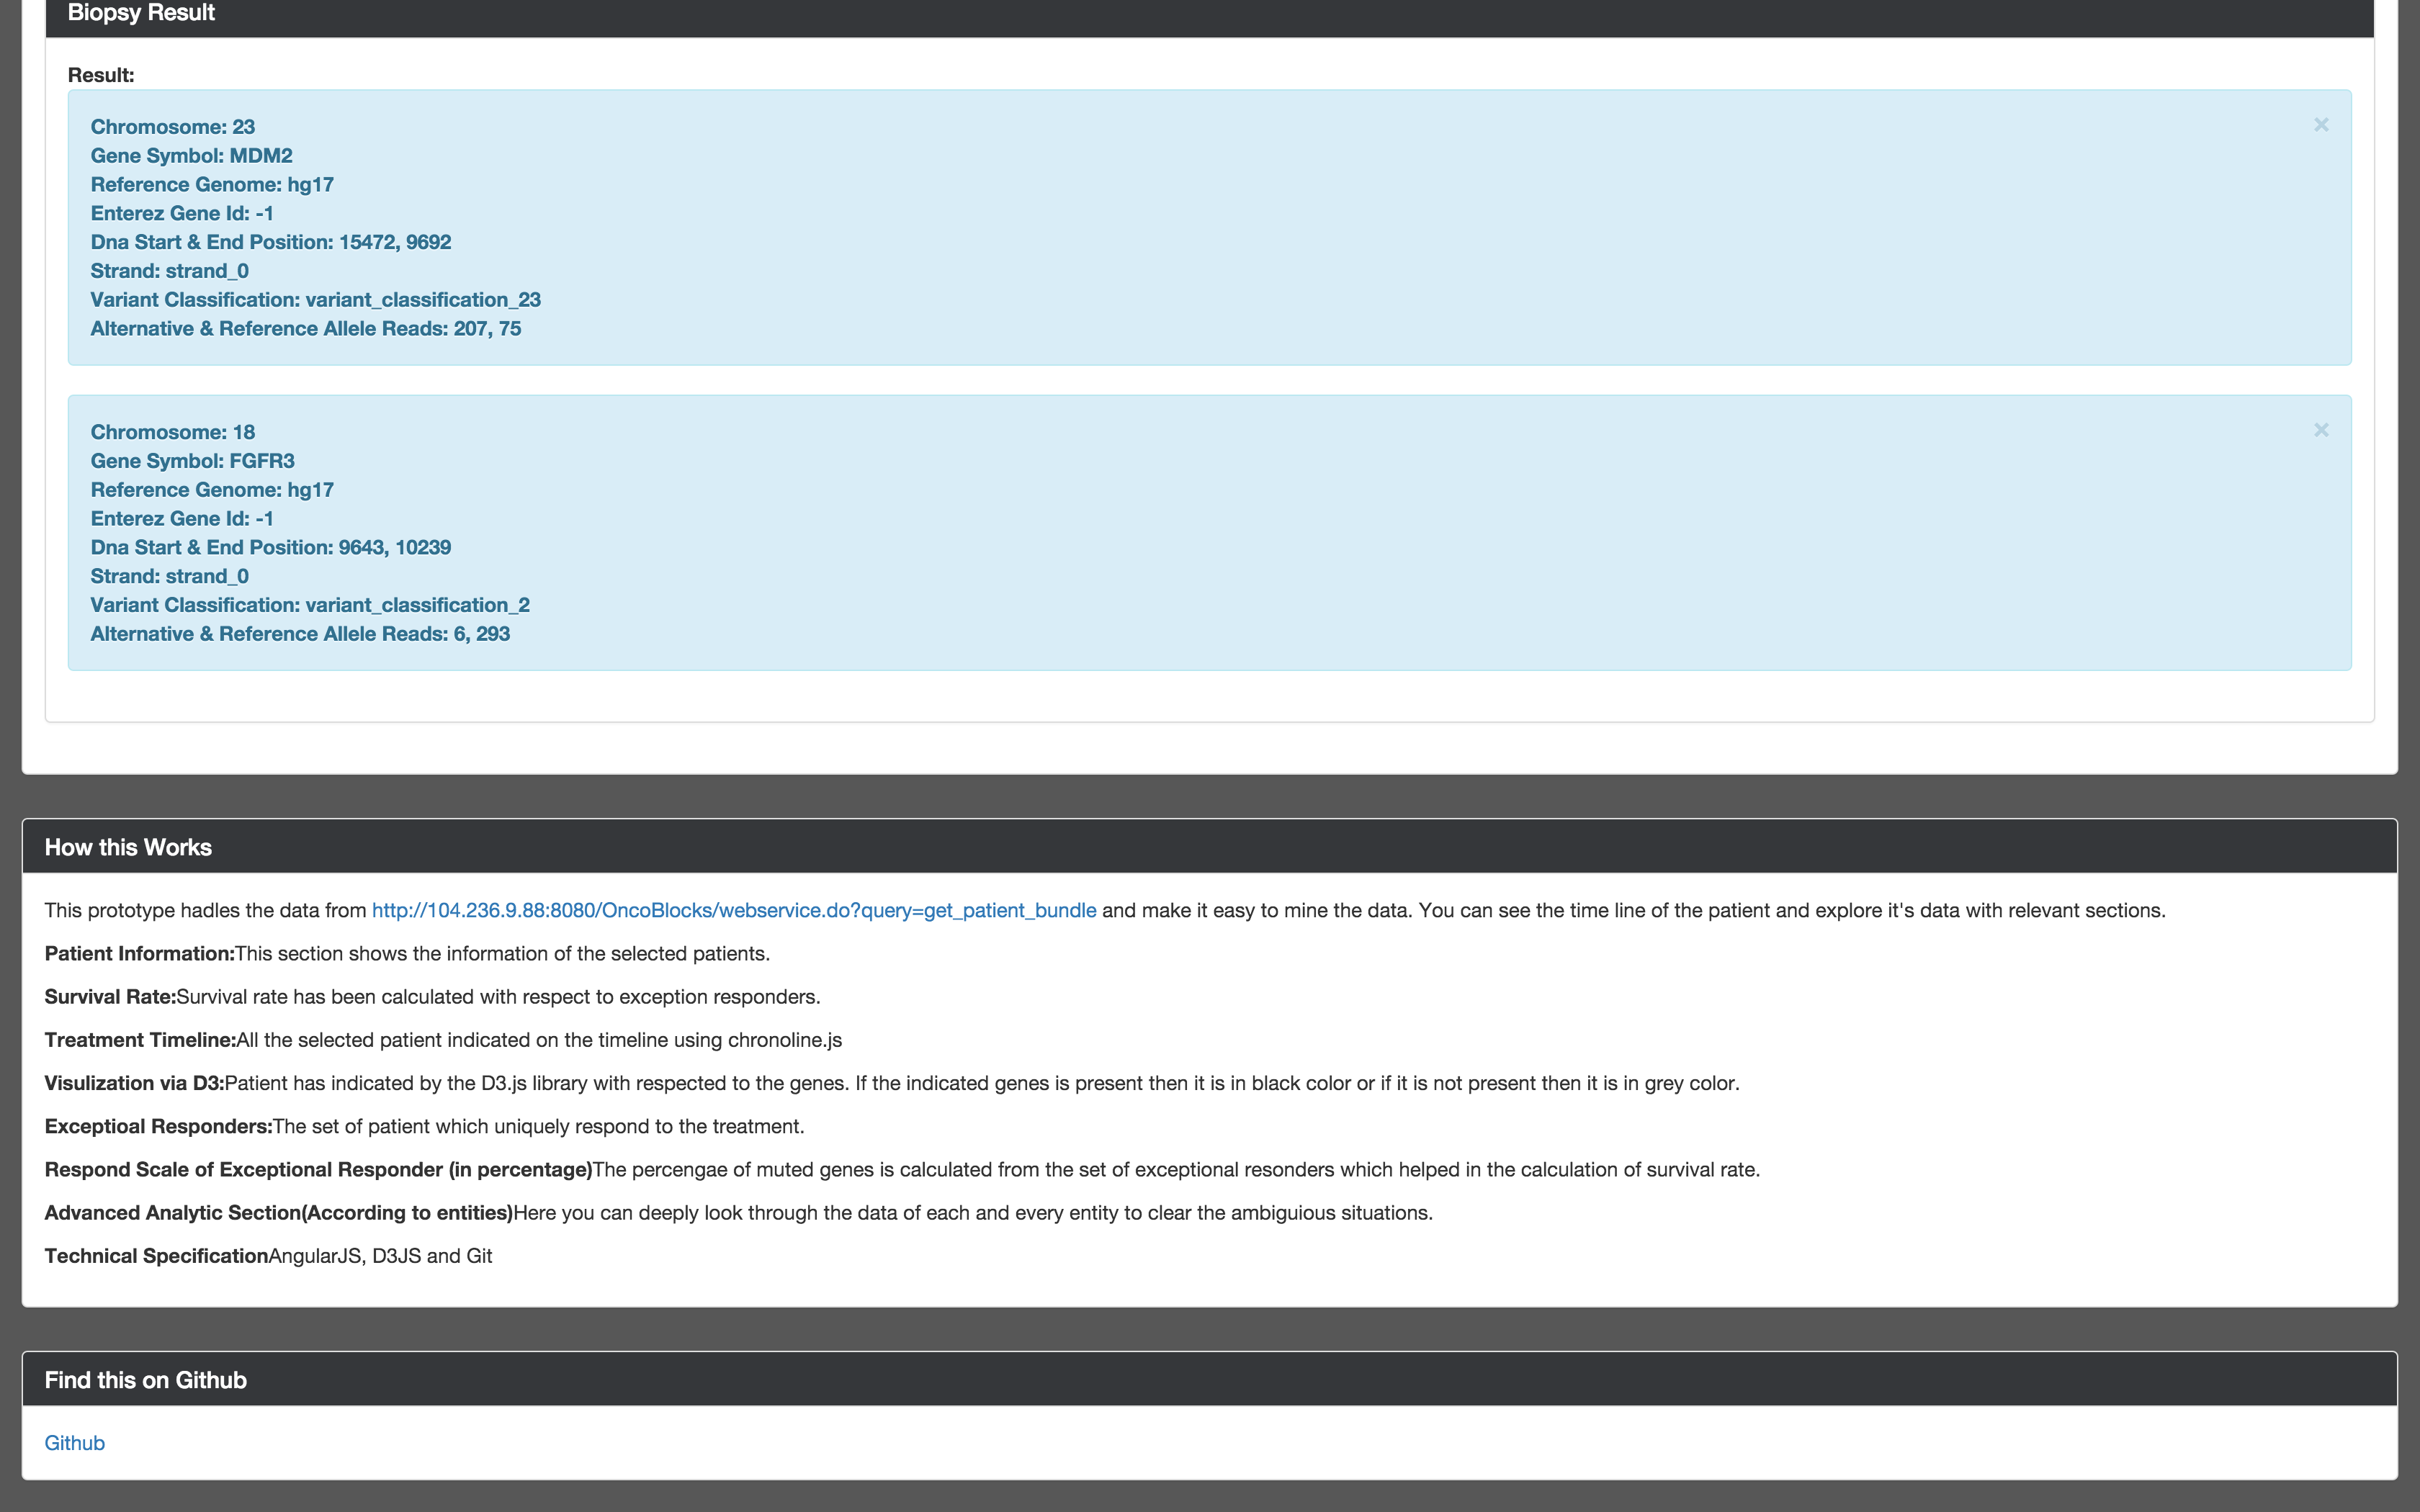 Biopsy Result
Result:
Chromosome: 23
Gene Symbol: MDM2
Reference Genome: hg17
Enterez Gene Id: -1
Dna Start & End Position: 15472, 9692
Strand: strand_0
Variant Classification: variant_classification_23
Alternative & Reference Allele Reads: 207, 75
×
Chromosome: 18
Gene Symbol: FGFR3
Reference Genome: hg17
Enterez Gene Id: -1
Dna Start & End Position: 9643, 10239
Strand: strand_0
Variant Classification: variant_classification_2
Alternative & Reference Allele Reads: 6, 293
×
How this Works
This prototype hadles the data from http://104.236.9.88:8080/OncoBlocks/webservice.do?query=get_patient_bundle and make it easy to mine the data. You can see the time line of the patient and explore it's data with relevant sections.
Patient Information:This section shows the information of the selected patients.
Survival Rate:Survival rate has been calculated with respect to exception responders.
Treatment Timeline:All the selected patient indicated on the timeline using chronoline.js
Visulization via D3:Patient has indicated by the D3.js library with respected to the genes. If the indicated genes is present then it is in black color or if it is not present then it is in grey color.
Exceptioal Responders:The set of patient which uniquely respond to the treatment.
Respond Scale of Exceptional Responder (in percentage)The percengae of muted genes is calculated from the set of exceptional resonders which helped in the calculation of survival rate.
Advanced Analytic Section(According to entities)Here you can deeply look through the data of each and every entity to clear the ambiguious situations.
Technical SpecificationAngularJS, D3JS and Git
Find this on Github
Github